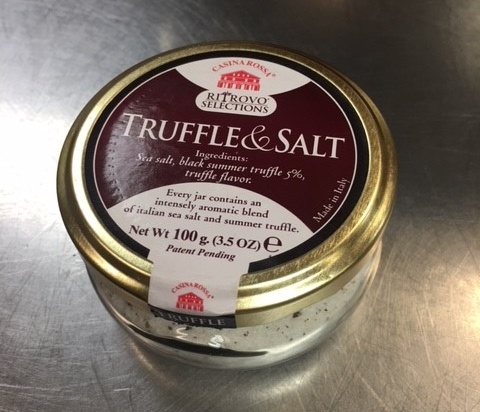 CASINA ROSSA®
RITROVO®
SELECTIONS
TRUFFLE & SALT
Ingredients:
Sea salt, black summer truffle 5%,
truffle flavor.
Every jar contains an
intensely aromatic blend
of italian sea salt and summer truffle.
Net Wt 100 g. (3.5 OZ) e
Patent Pending
Made in Italy
CASINA ROSSA®
TRUFFLE